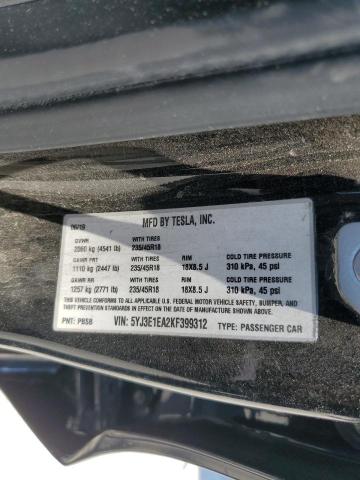 06/19 MFD BY TESLA, INC.
GVWR WITH TIRES
2060 kg (4541 lb) 235/45R18
GAWR FRT WITH TIRES RIM COLD TIRE PRESSURE
1110 kg (2447 lb) 235/45R18 18X8.5 J 310 kPa, 45 psi
GAWR RR WITH TIRES RIM COLD TIRE PRESSURE
1257 kg (2771 lb) 235/45R18 18X8.5 J 310 kPa, 45 psi
THIS VEHICLE CONFORMS TO ALL APPLICABLE U.S. FEDERAL MOTOR VEHICLE SAFETY, BUMPER, AND
THEFT PREVENTION STANDARDS IN EFFECT ON THE DATE OF MANUFACTURE SHOWN ABOVE.
PNT: PBSB VIN: 5YJ3E1EA2KF399312 TYPE: PASSENGER CAR